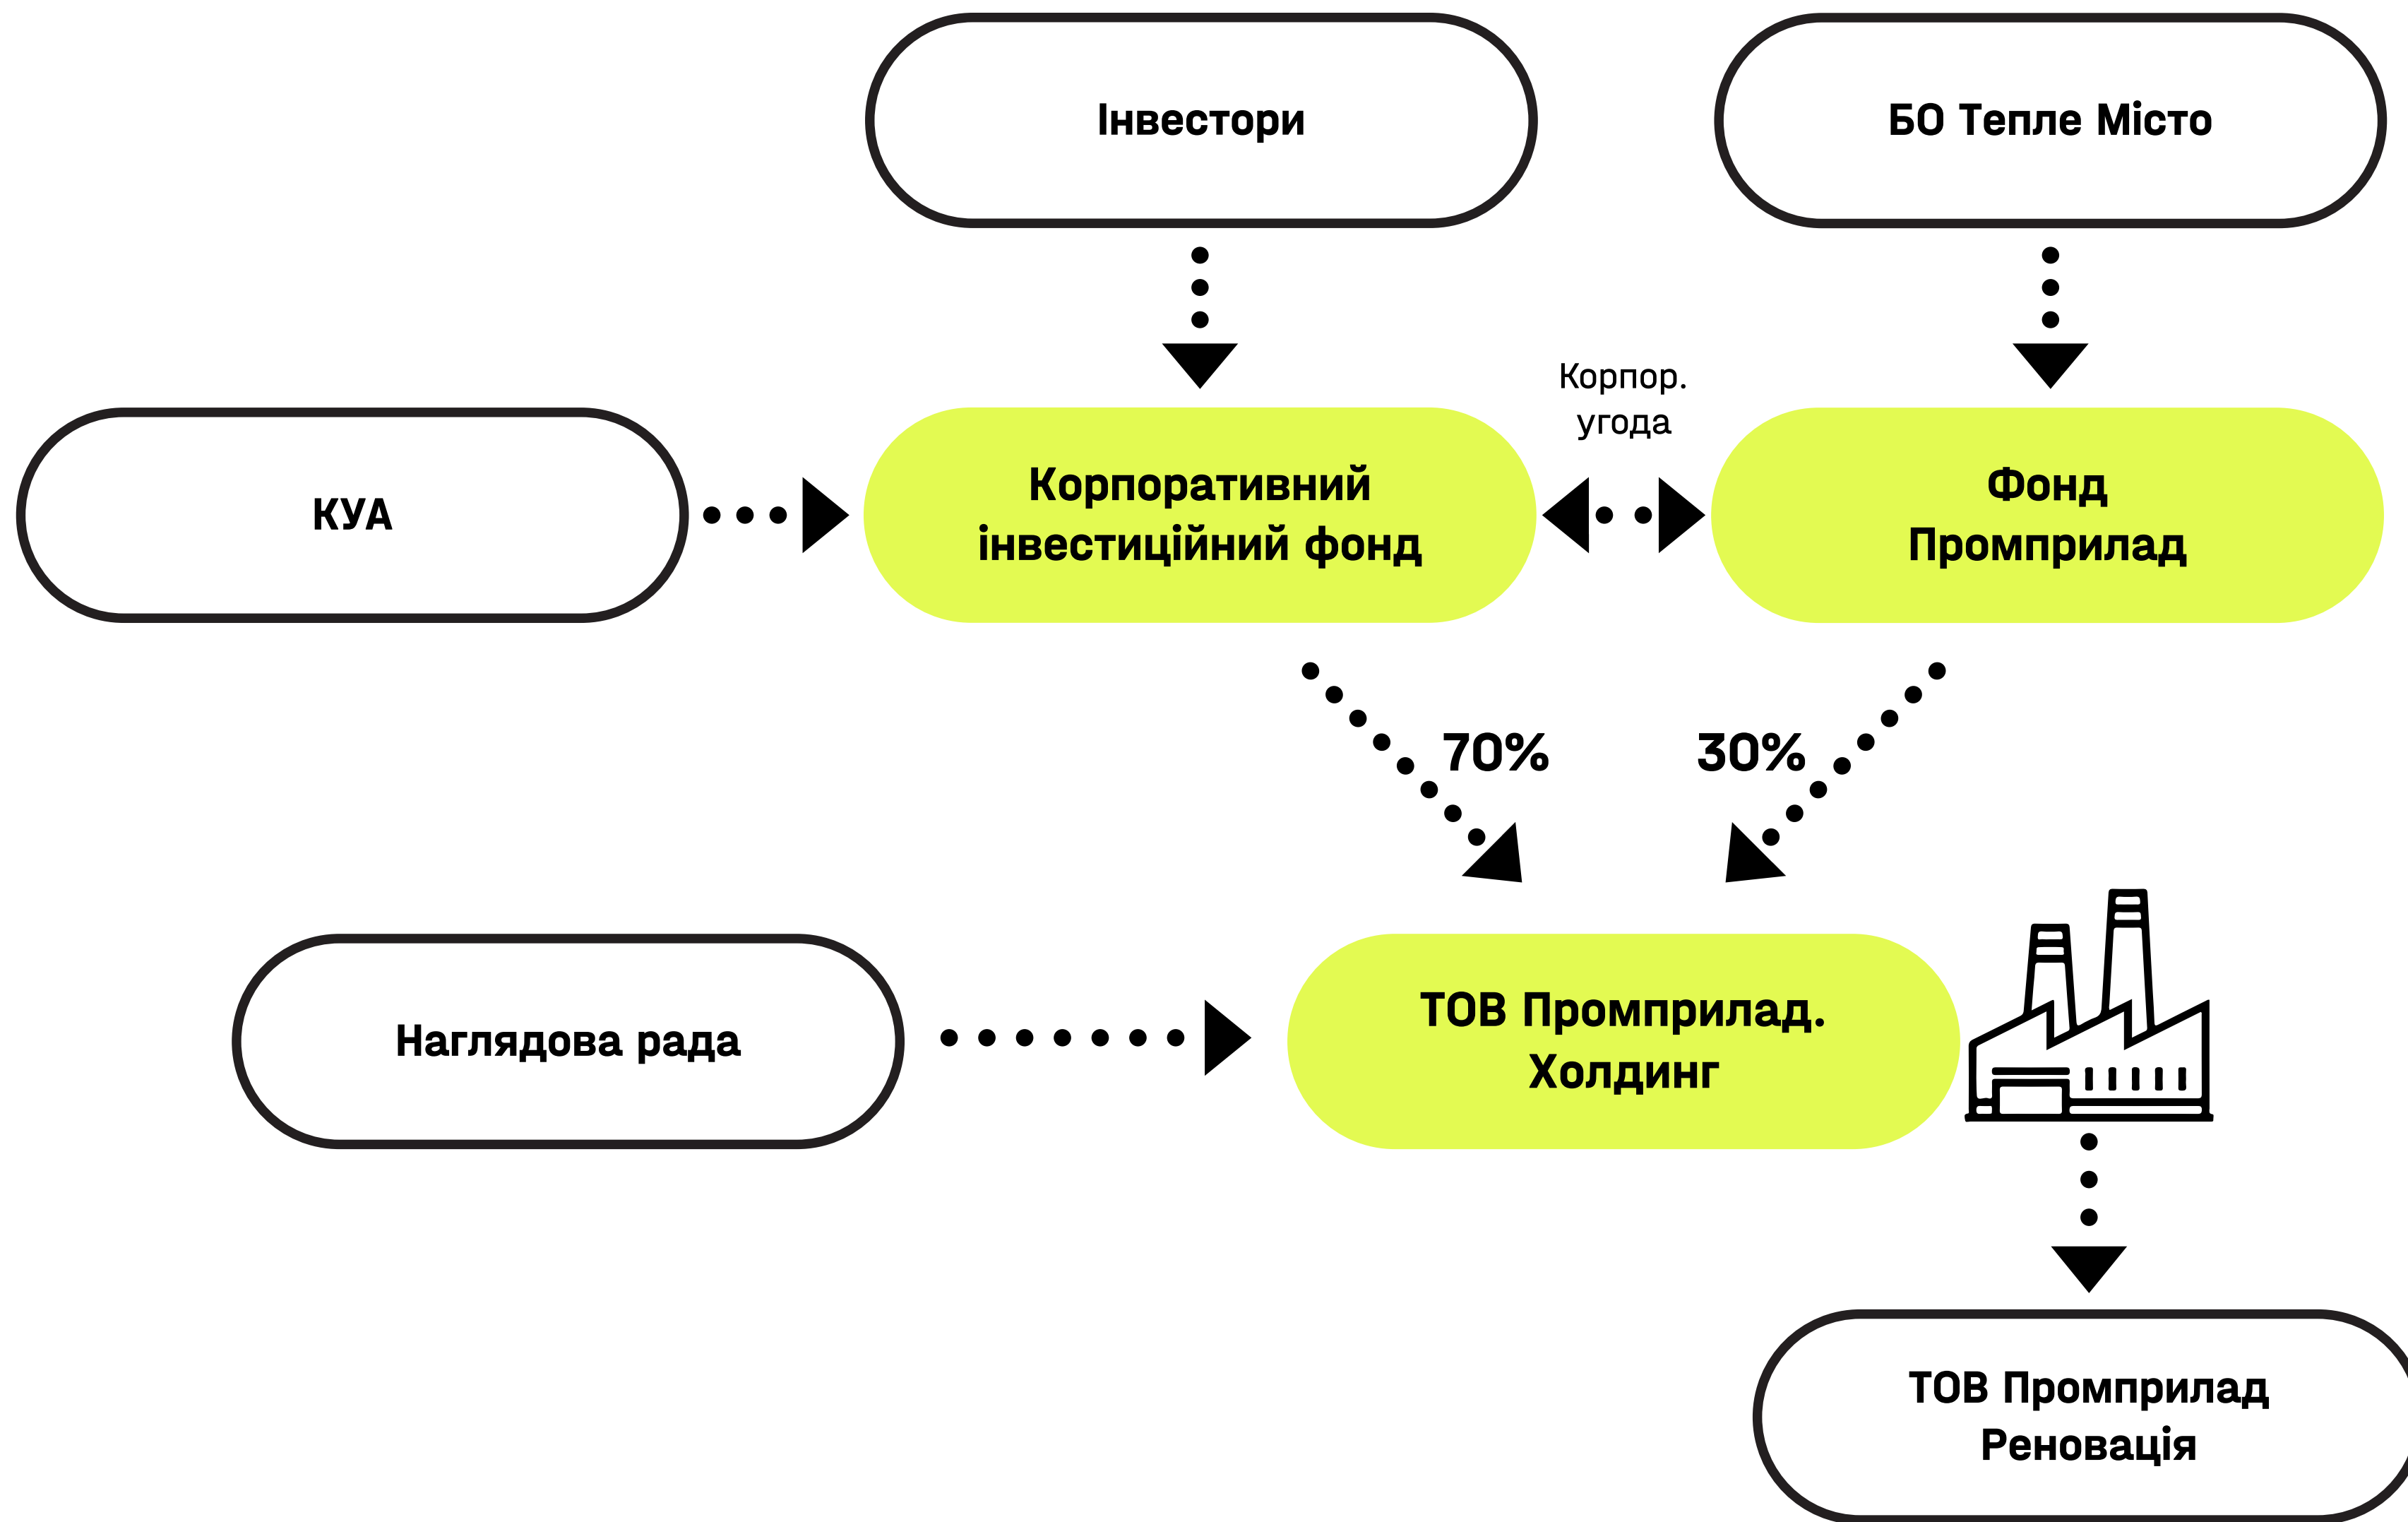 Інвестори
БО Тепле Місто
Корпор.
угода
КУА
Корпоративний
інвестиційний фонд
Фонд
Промприлад
70%
30%
Наглядова рада
ТОВ Промприлад.
Холдинг
ТОВ Промприлад
Реновація